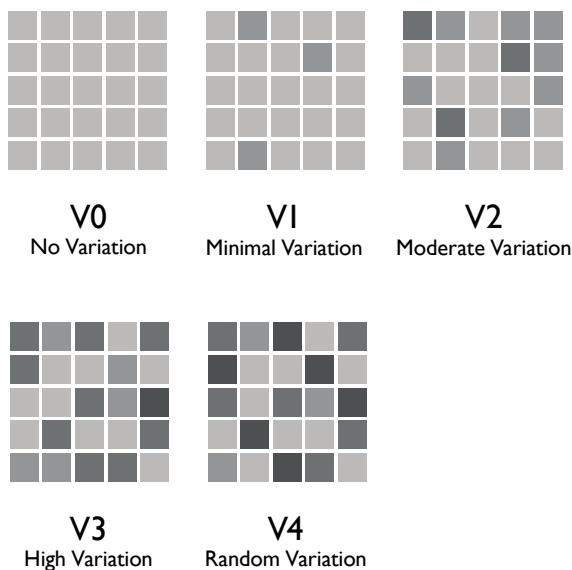 V0
No Variation
V1
Minimal Variation
V2
Moderate Variation
V3
High Variation
V4
Random Variation